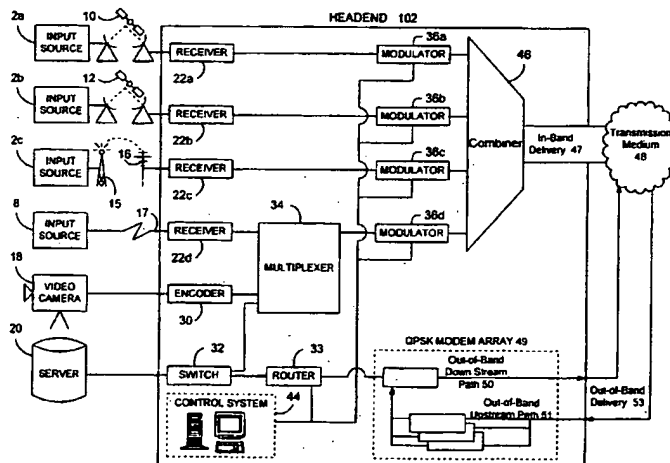 HEADEND 102
2a
INPUT SOURCE
10
RECEIVER
22a
36a
MODULATOR
46
2b
INPUT SOURCE
12
RECEIVER
22b
36b
MODULATOR
Combiner
In-Band Delivery 47
Transmission Medium 48
2c
INPUT SOURCE
16
15
RECEIVER
22c
36c
MODULATOR
8
INPUT SOURCE
17
RECEIVER
22d
34
MULTIPLEXER
36d
MODULATOR
18
VIDEO CAMERA
ENCODER
30
20
SERVER
32
SWITCH
33
ROUTER
QPSK MODEM ARRAY 49
Out-of-Band Down Stream Path 50
Out-of-Band Upstream Path 51
Out-of-Band Delivery 53
CONTROL SYSTEM
44